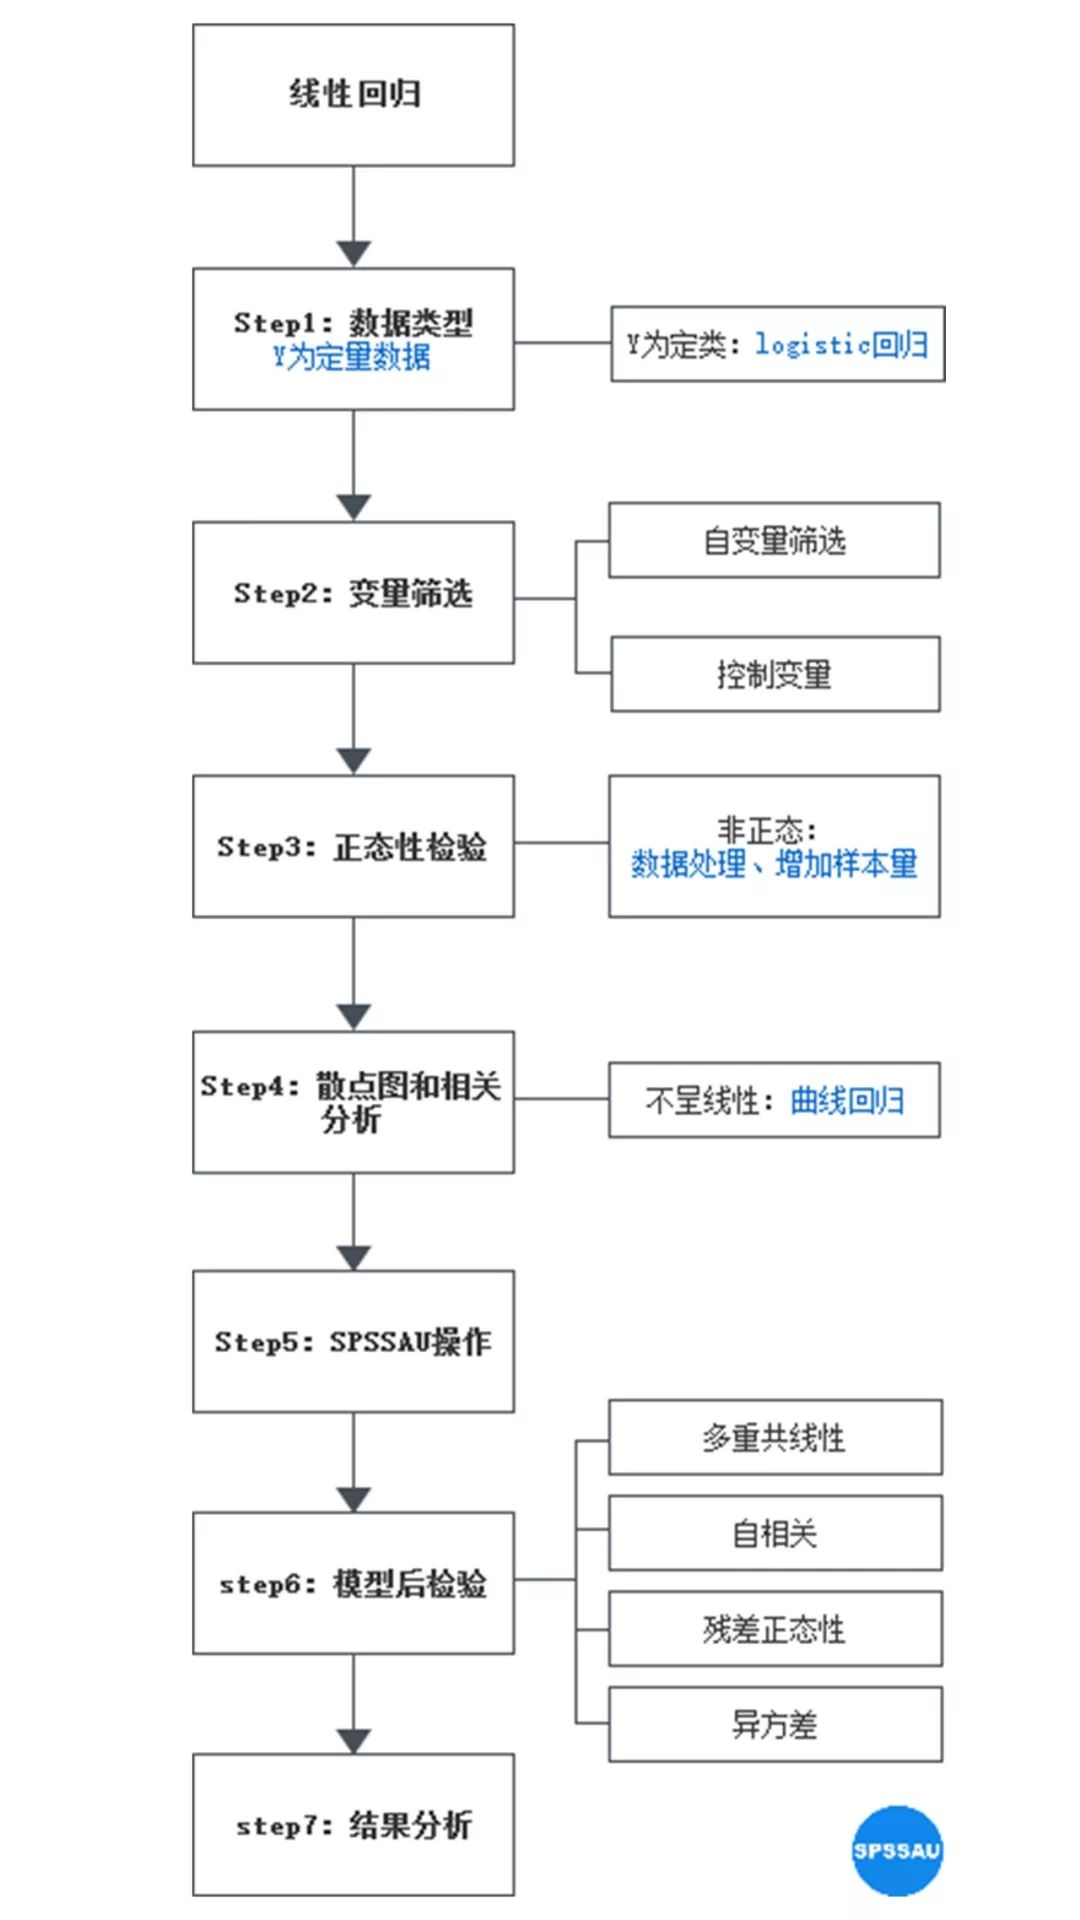 线性回归
Step1：数据类型
Y为定量数据
Y为定类：logistic回归
Step2：变量筛选
自变量筛选
控制变量
Step3：正态性检验
非正态：
数据处理、增加样本量
Step4：散点图和相关
分析
不呈线性：曲线回归
Step5：SPSSAU操作
step6：模型后检验
多重共线性
自相关
残差正态性
异方差
step7：结果分析
SPSSAU